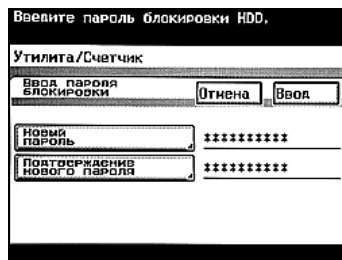 Введите пароль блокировки HDD.
Утилита/Счетчик
Ввод пароля
блокировки
Отмена
Ввод
Новый
пароль
**********
Подтверждение
нового пароля
**********